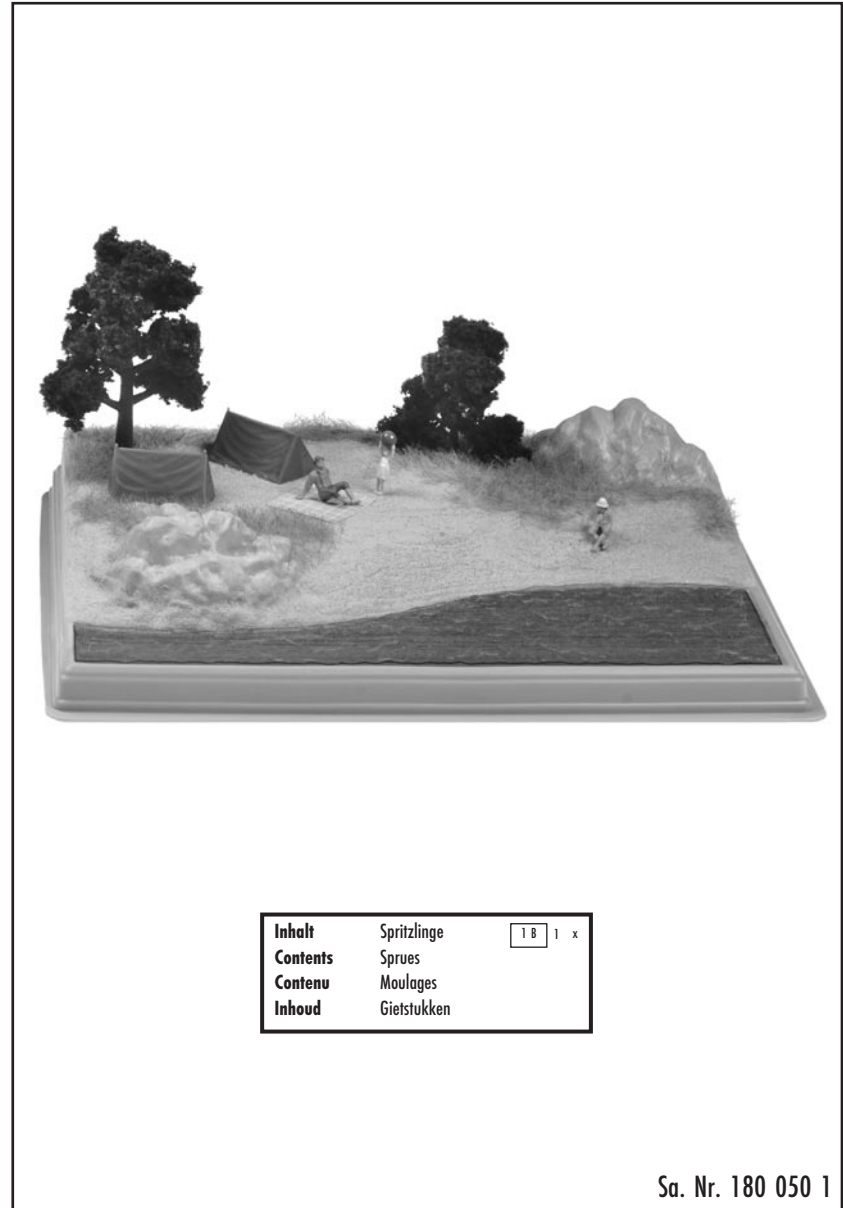 Inhalt Spritzlinge 1 B 1 x
Contents Sprues
Contenu Moulages
Inhoud Gietstukken
Sa. Nr. 180 050 1